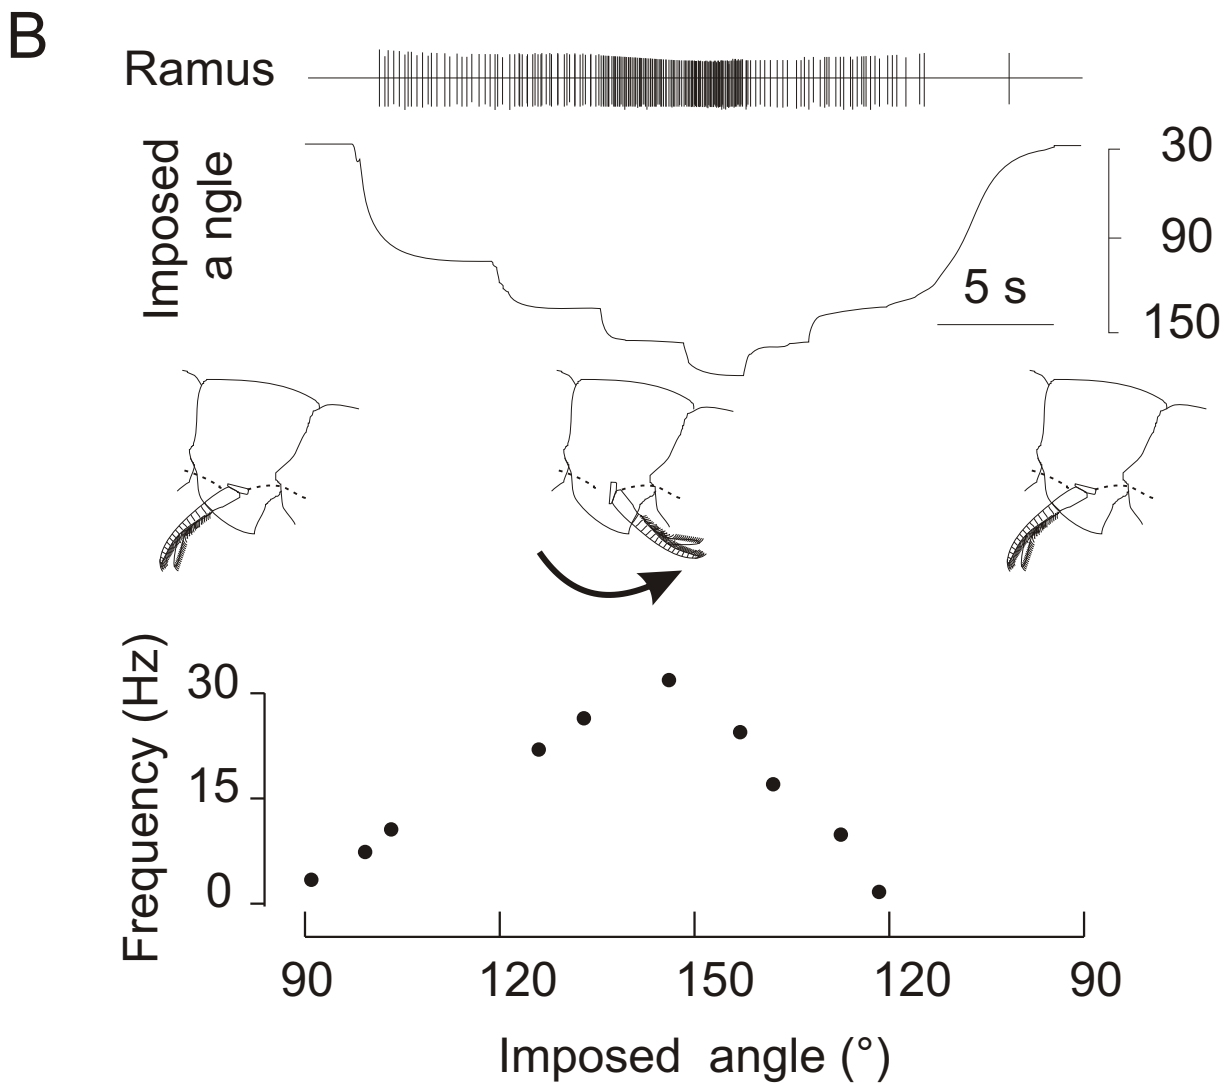 B
Ramus
Imposed
a ngle
30
90
150
5 s
Frequency (Hz)
30
15
0
90 120 150 120 90
Imposed angle (°)